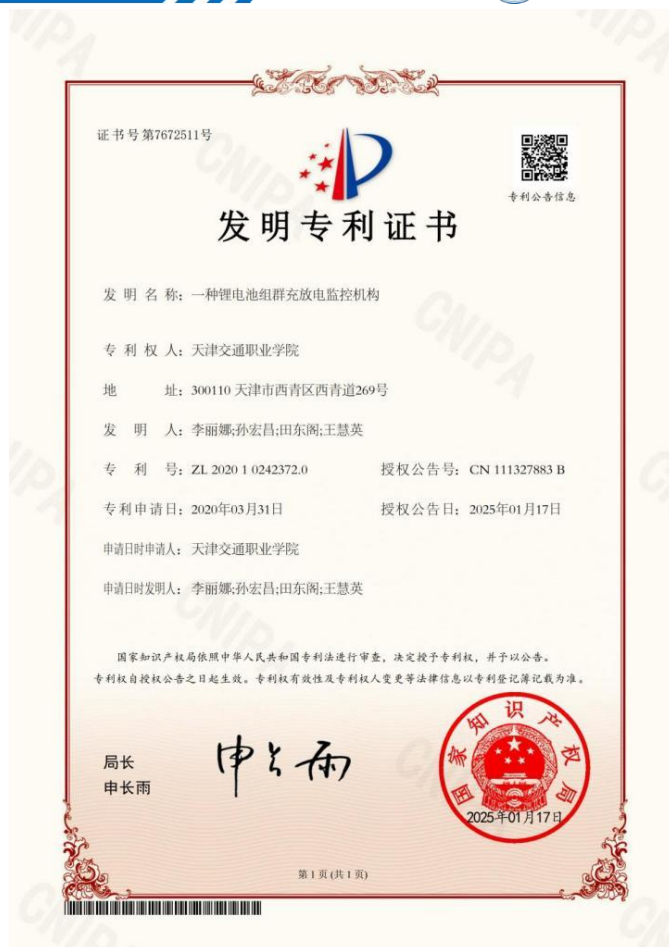 证书号第7672511号
专利公告信息
发明专利证书
发明名称：一种锂电池组群充放电监控机构
专利权人：天津交通职业学院
地址：300110 天津市西青区西青道269号
发明人：李丽娜;孙宏昌;田东阁;王慧英
专利号：ZL 2020 1 0242372.0 授权公告号：CN 111327883 B
专利申请日：2020年03月31日 授权公告日：2025年01月17日
申请日时申请人：天津交通职业学院
申请日时发明人：李丽娜;孙宏昌;田东阁;王慧英
国家知识产权局依照中华人民共和国专利法进行审查，决定授予专利权，并予以公告。
专利权自授权公告之日起生效。专利权有效性及专利权人变更等法律信息以专利登记簿记载为准。
局长
申长雨
申长雨
国家知识产权局
2025年01月17日
第1页(共1页)
CNIPA
CNIPA
CNIPA
CNIPA
CNIPA